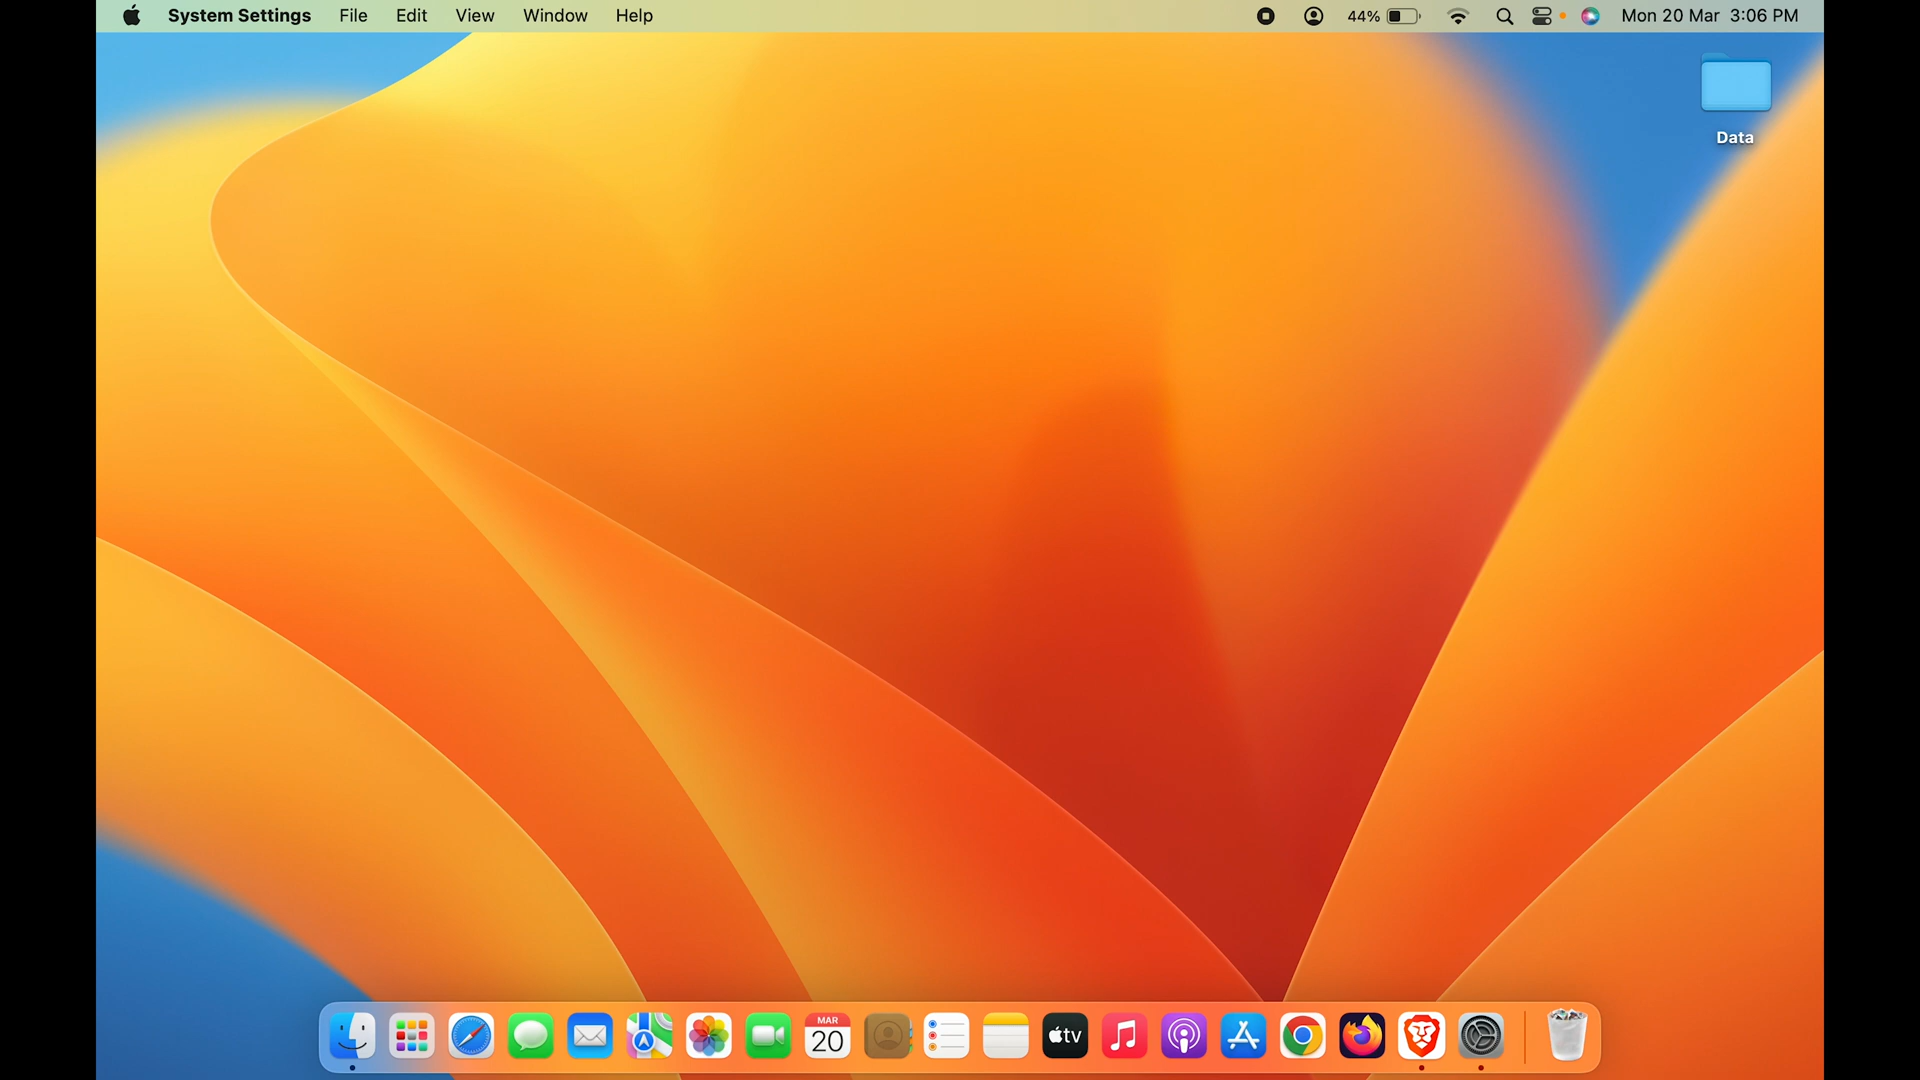 System Settings File Edit View Window Help 44% Mon 20 Mar 3:06 PM
Data
MAR
20
tv